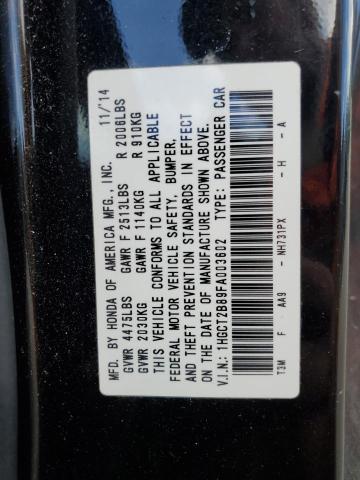 MFD. BY HONDA OF AMERICA MFG., INC. 11/14
GVWR 4475LBS GAWR F 2513LBS R 2006LBS
GVWR 2030KG GAWR F 1140KG R 910KG
THIS VEHICLE CONFORMS TO ALL APPLICABLE
FEDERAL MOTOR VEHICLE SAFETY, BUMPER,
AND THEFT PREVENTION STANDARDS IN EFFECT
ON THE DATE OF MANUFACTURE SHOWN ABOVE.
V.I.N.: 1HGCT2B89FA003602 TYPE: PASSENGER CAR
T3M F AA9 - NH731PX - H - A